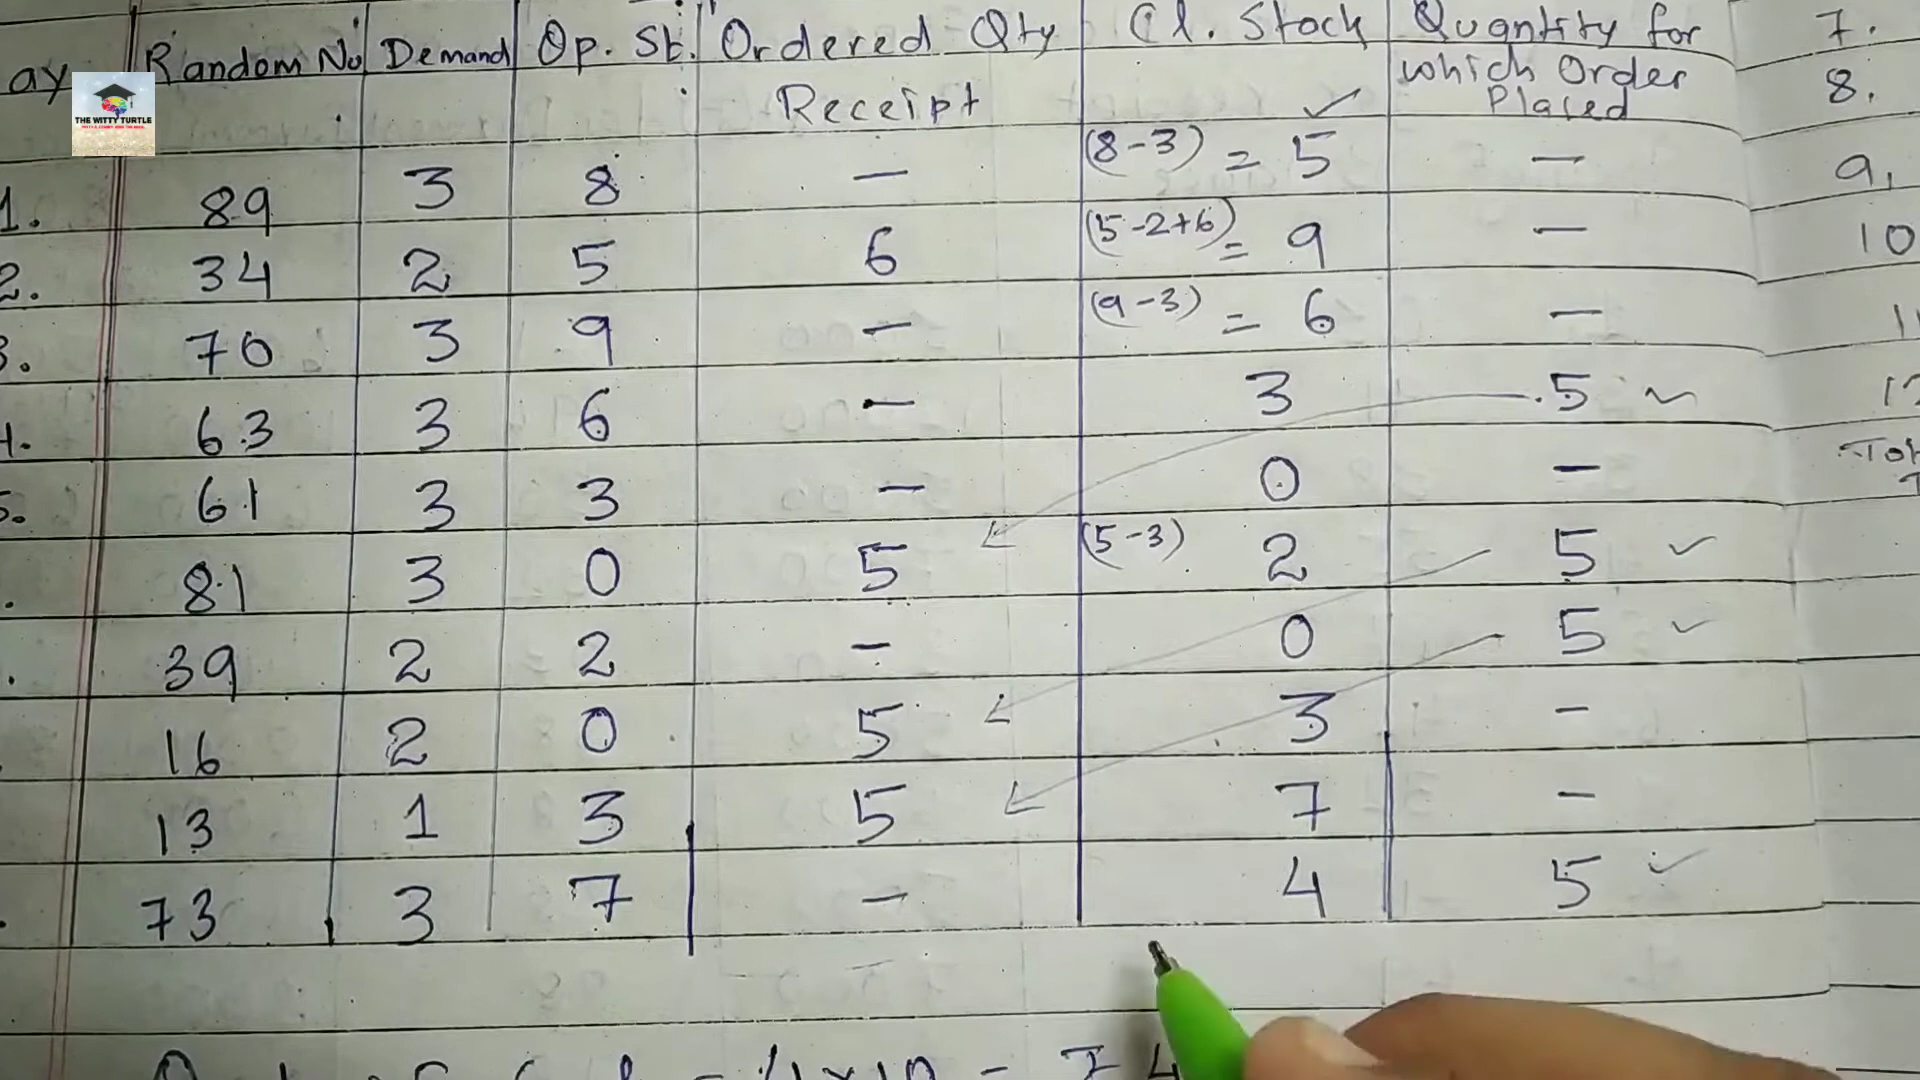 ay Random No Demand Op. St. Ordered Qty Receipt Cl. Stock Quantity for which Order Placed
THE WITTY TURTLE
1. 89 3 8 — (8-3) = 5 —
2. 34 2 5 6 (5-2+6) = 9 —
3. 70 3 9 — (9-3) = 6 —
4. 63 3 6 — 3 5
5. 61 3 3 — 0 —
81 3 0 5 (5-3) 2 5
39 2 2 - 0 5
16 2 0 5 3 -
13 1 3 5 7 -
73 3 7 — 4 5
7.
8.
9.
10